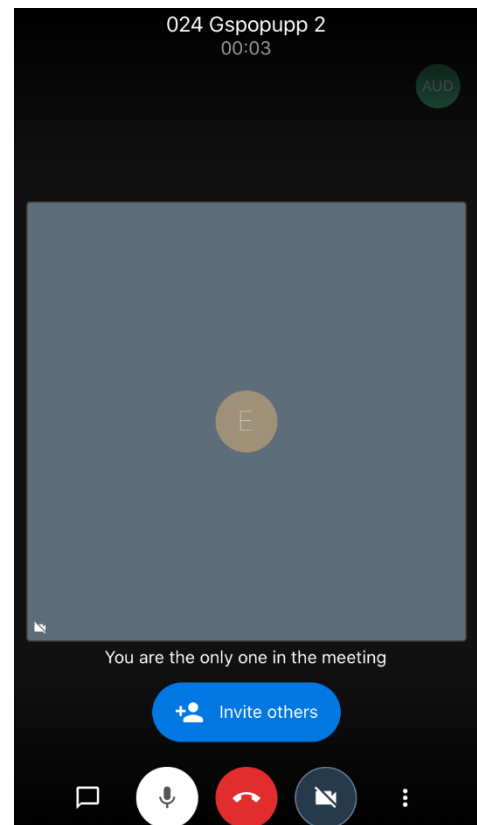 024 Gspopupp 2
00:03
AUD
E
You are the only one in the meeting
Invite others